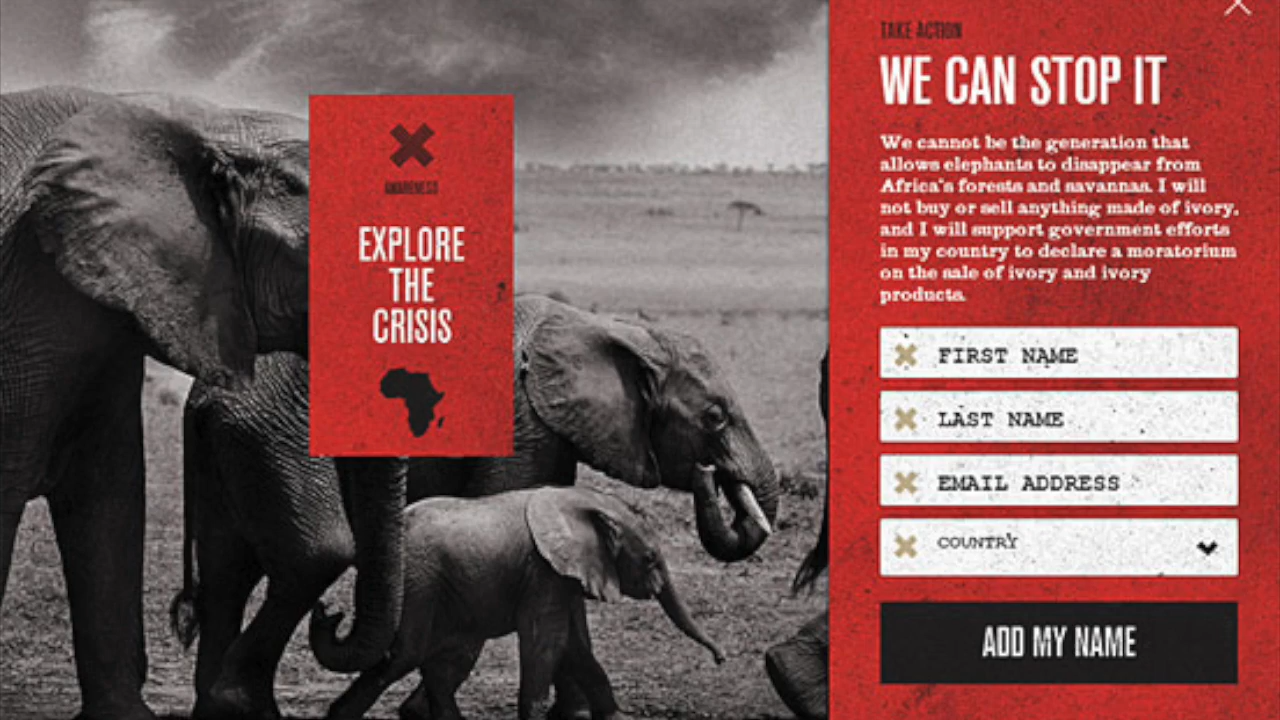 AWARENESS
EXPLORE
THE
CRISIS
TAKE ACTION
WE CAN STOP IT
We cannot be the generation that
allows elephants to disappear from
Africa's forests and savannas. I will
not buy or sell anything made of ivory,
and I will support government efforts
in my country to declare a moratorium
on the sale of ivory and ivory
products.
FIRST NAME
LAST NAME
EMAIL ADDRESS
COUNTRY
ADD MY NAME